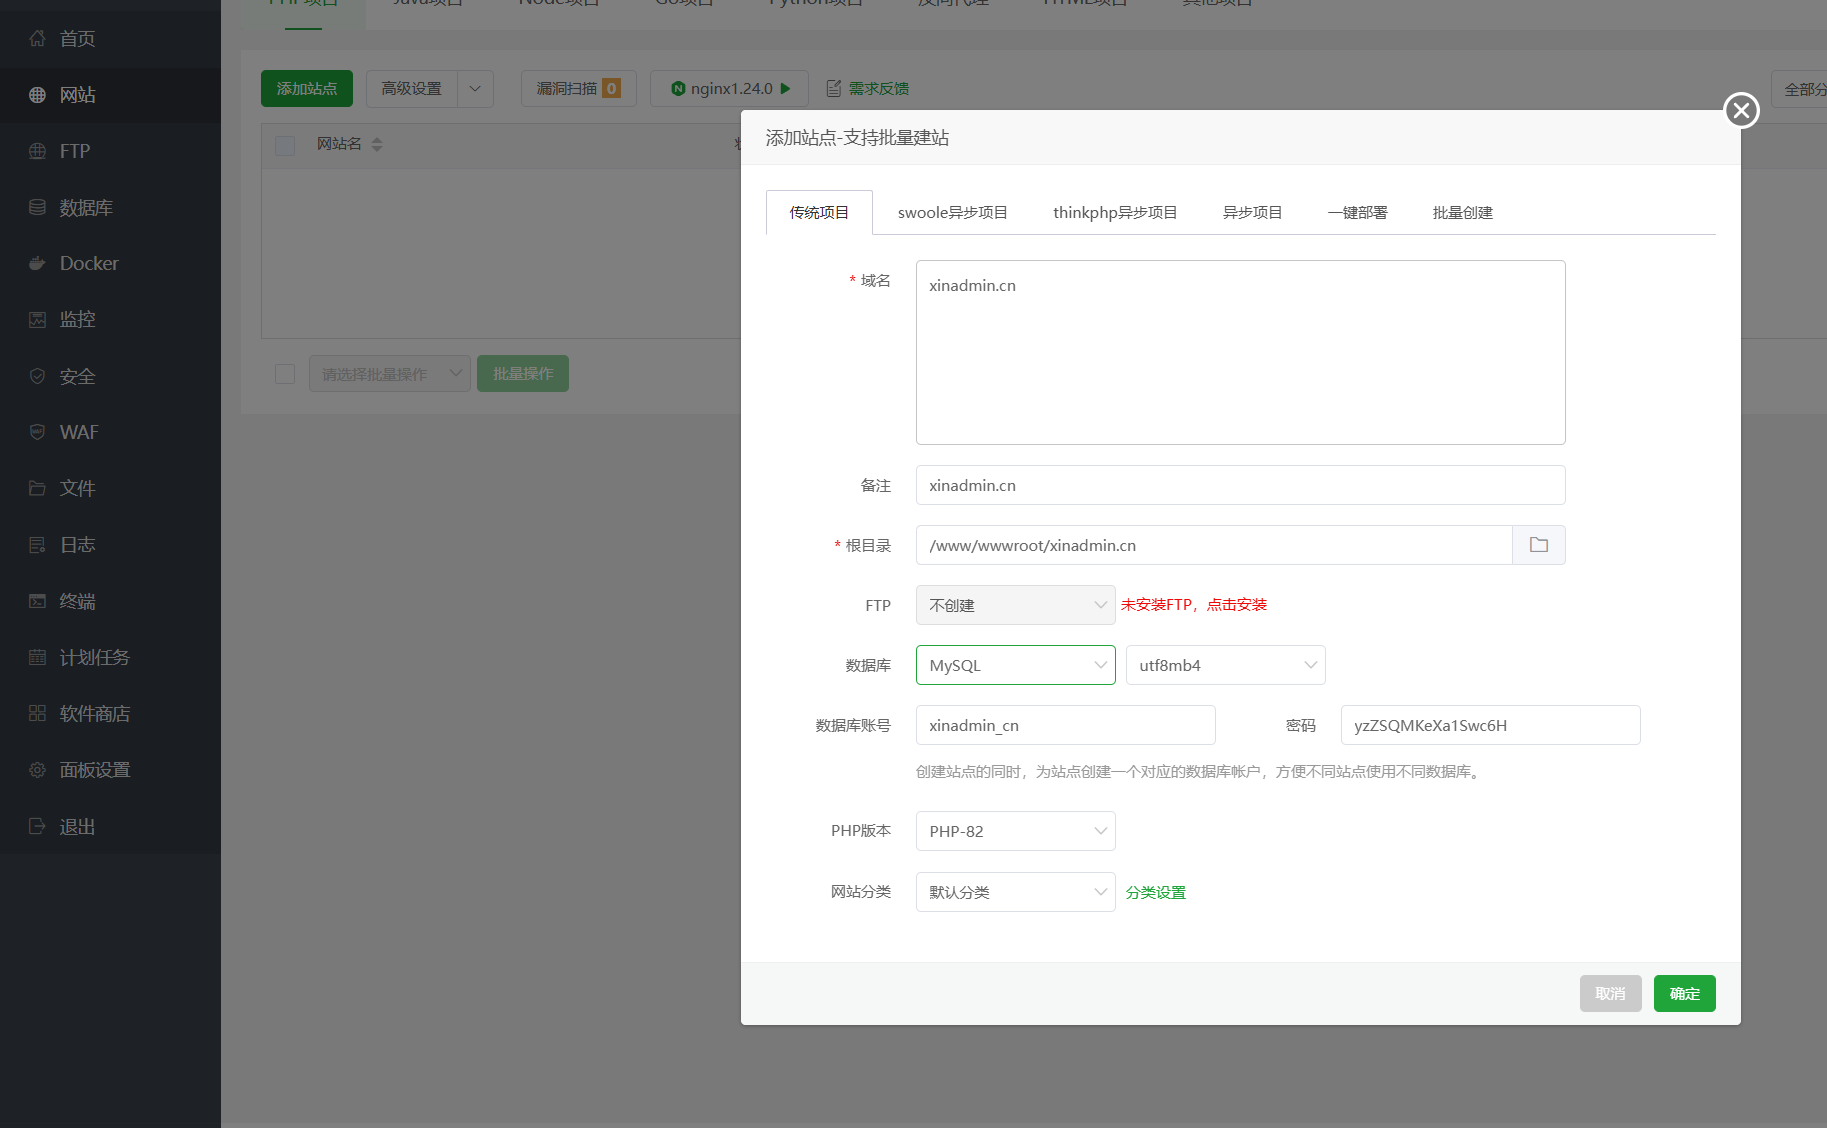 首页
网站
FTP
数据库
Docker
监控
安全
WAF
文件
日志
终端
计划任务
软件商店
面板设置
退出
PHP项目 Java项目 Node项目 Go项目 Python项目 反向代理 HTML项目 其他项目
添加站点 高级设置 漏洞扫描 0 nginx1.24.0 需求反馈 全部分
网站名
请选择批量操作 批量操作
添加站点-支持批量建站
传统项目 swoole异步项目 thinkphp异步项目 异步项目 一键部署 批量创建
* 域名 xinadmin.cn
备注 xinadmin.cn
* 根目录 /www/wwwroot/xinadmin.cn
FTP 不创建 未安装FTP，点击安装
数据库 MySQL utf8mb4
数据库账号 xinadmin_cn 密码 yzZSQMKeXa1Swc6H
创建站点的同时，为站点创建一个对应的数据库帐户，方便不同站点使用不同数据库。
PHP版本 PHP-82
网站分类 默认分类 分类设置
取消 确定